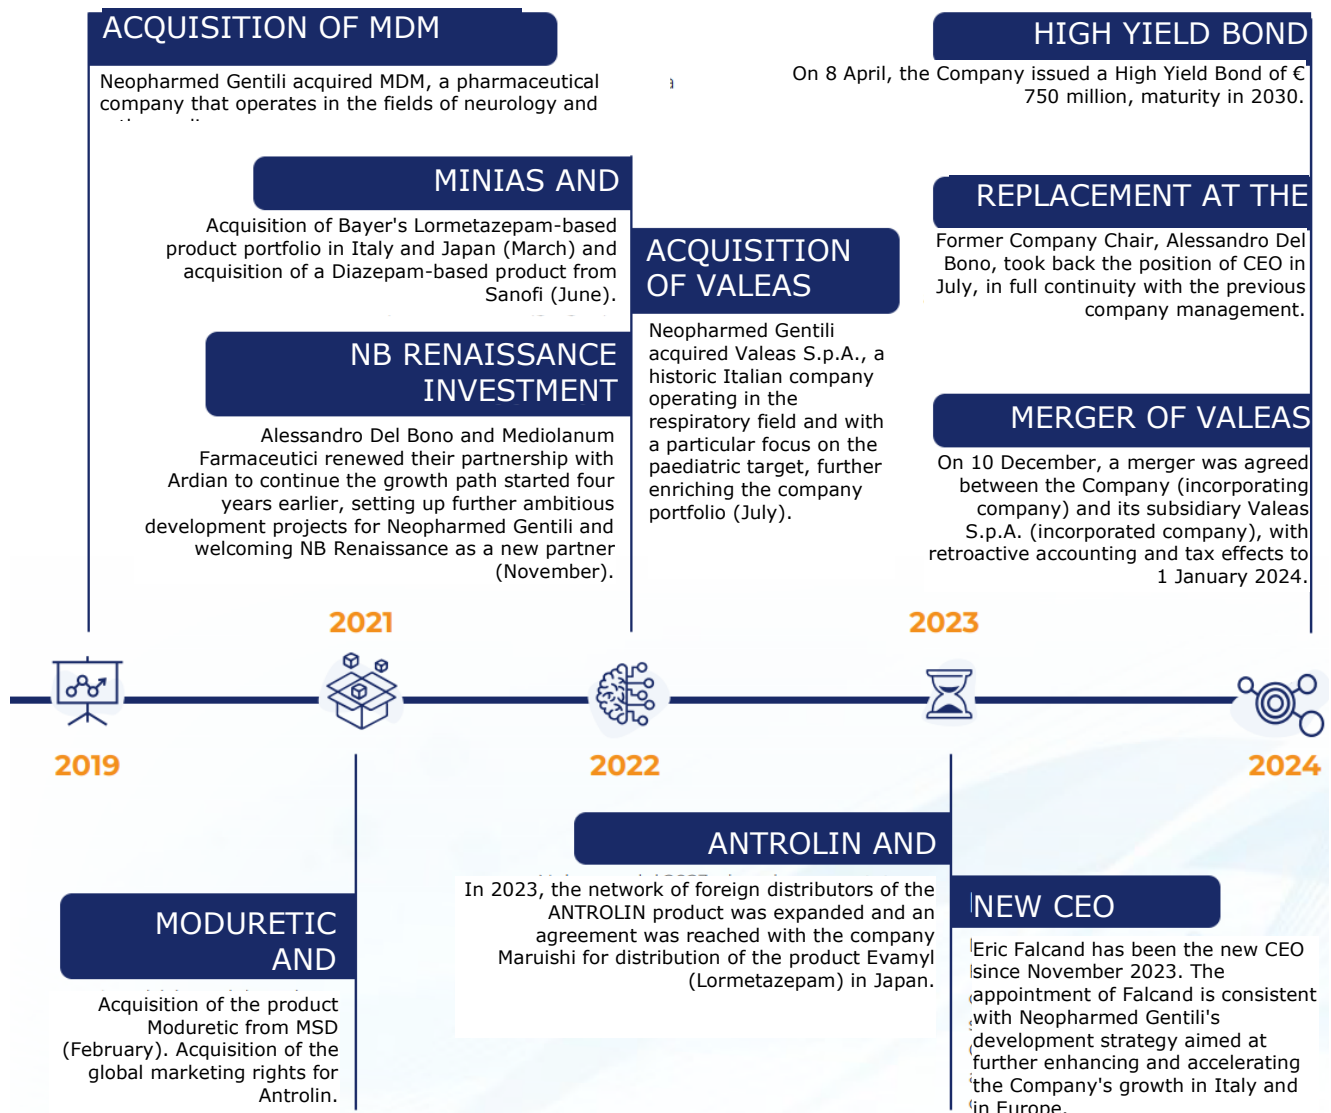 ACQUISITION OF MDM
Neopharmed Gentili acquired MDM, a pharmaceutical
company that operates in the fields of neurology and
HIGH YIELD BOND
On 8 April, the Company issued a High Yield Bond of €
750 million, maturity in 2030.
MINIAS AND
Acquisition of Bayer's Lormetazepam-based
product portfolio in Italy and Japan (March) and
acquisition of a Diazepam-based product from
Sanofi (June).
REPLACEMENT AT THE
Former Company Chair, Alessandro Del
Bono, took back the position of CEO in
July, in full continuity with the previous
company management.
ACQUISITION
OF VALEAS
Neopharmed Gentili
acquired Valeas S.p.A., a
historic Italian company
operating in the
respiratory field and with
a particular focus on the
paediatric target, further
enriching the company
portfolio (July).
NB RENAISSANCE
INVESTMENT
Alessandro Del Bono and Mediolanum
Farmaceutici renewed their partnership with
Ardian to continue the growth path started four
years earlier, setting up further ambitious
development projects for Neopharmed Gentili and
welcoming NB Renaissance as a new partner
(November).
MERGER OF VALEAS
On 10 December, a merger was agreed
between the Company (incorporating
company) and its subsidiary Valeas
S.p.A. (incorporated company), with
retroactive accounting and tax effects to
1 January 2024.
2021
2023
2019
2022
2024
ANTROLIN AND
In 2023, the network of foreign distributors of the
ANTROLIN product was expanded and an
agreement was reached with the company
Maruishi for distribution of the product Evamyl
(Lormetazepam) in Japan.
MODURETIC
AND
Acquisition of the product
Moduretic from MSD
(February). Acquisition of the
global marketing rights for
Antrolin.
NEW CEO
Eric Falcand has been the new CEO
since November 2023. The
appointment of Falcand is consistent
with Neopharmed Gentili's
development strategy aimed at
further enhancing and accelerating
the Company's growth in Italy and
in Europe.